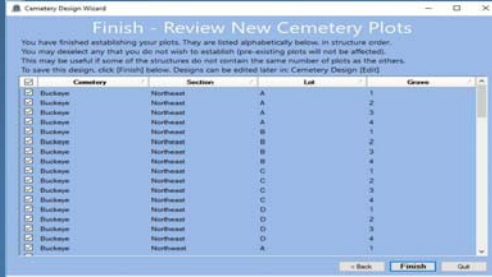 Cemetery Design Wizard
Finish - Review New Cemetery Plots
You have finished establishing your plots. They are listed alphabetically below, in structure order.
You may deselect any that you do not wish to establish (pre-existing plots will not be affected).
This may be useful if some of the structures do not contain the same number of plots as the others.
To save this design, click [Finish] below. Designs can be edited later in: Cemetery Design [Edit]
Cemetery Section Lot Grave
Buckeye Northeast A 1
Buckeye Northeast A 2
Buckeye Northeast A 3
Buckeye Northeast A 4
Buckeye Northeast B 1
Buckeye Northeast B 2
Buckeye Northeast B 3
Buckeye Northeast B 4
Buckeye Northeast C 1
Buckeye Northeast C 2
Buckeye Northeast C 3
Buckeye Northeast C 4
Buckeye Northeast D 1
Buckeye Northeast D 2
Buckeye Northeast D 3
Buckeye Northeast D 4
Buckeye Northwest A 1
< Back Finish Quit